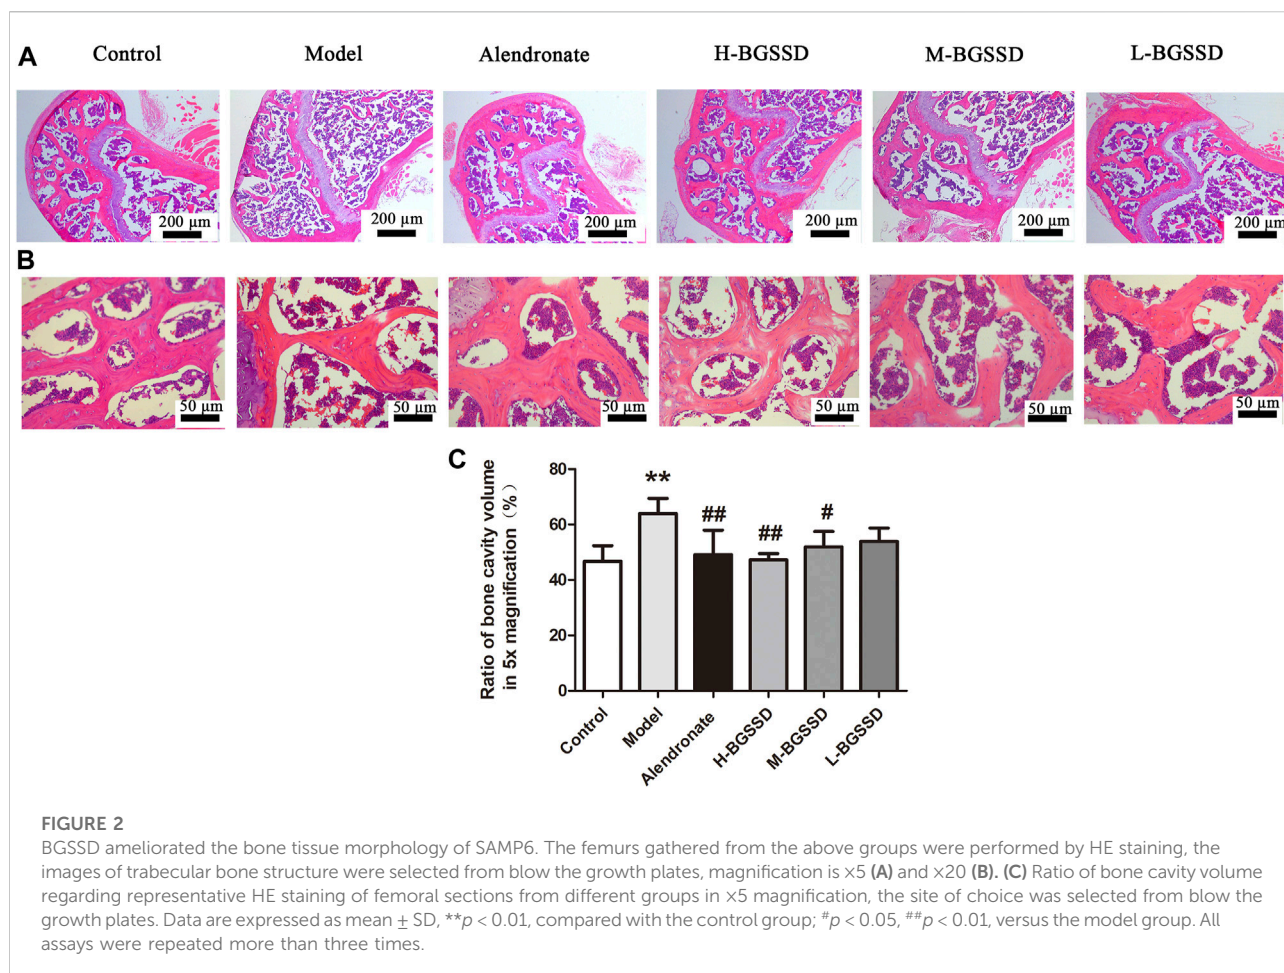 A
Control
Model
Alendronate
H-BGSSD
M-BGSSD
L-BGSSD
200 µm
200 µm
200 µm
200 µm
200 µm
200 µm
B
50 µm
50 µm
50 µm
50 µm
50 µm
50 µm
C
Ratio of bone cavity volume
in 5x magnification (%)
80
60
40
20
0
**
##
##
#
Control
Model
Alendronate
H-BGSSD
M-BGSSD
L-BGSSD
FIGURE 2
BGSSD ameliorated the bone tissue morphology of SAMP6. The femurs gathered from the above groups were performed by HE staining, the
images of trabecular bone structure were selected from blow the growth plates, magnification is ×5 (A) and ×20 (B). (C) Ratio of bone cavity volume
regarding representative HE staining of femoral sections from different groups in ×5 magnification, the site of choice was selected from blow the
growth plates. Data are expressed as mean ± SD, **p < 0.01, compared with the control group; #p < 0.05, ##p < 0.01, versus the model group. All
assays were repeated more than three times.